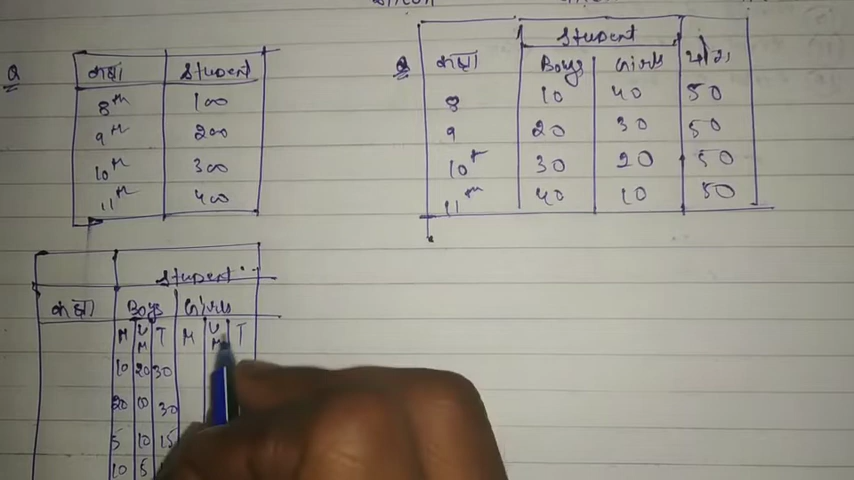 Q
कक्षा Student
8th 100
9th 200
10th 300
11th 400
Q
Student
कक्षा Boys Girls योग
8 10 40 50
9 20 30 50
10th 30 20 50
11th 40 10 50
Student
कक्षा Boys Girls
M UM T M UM T
10 20 30
20 10 30
5 10 15
10 5